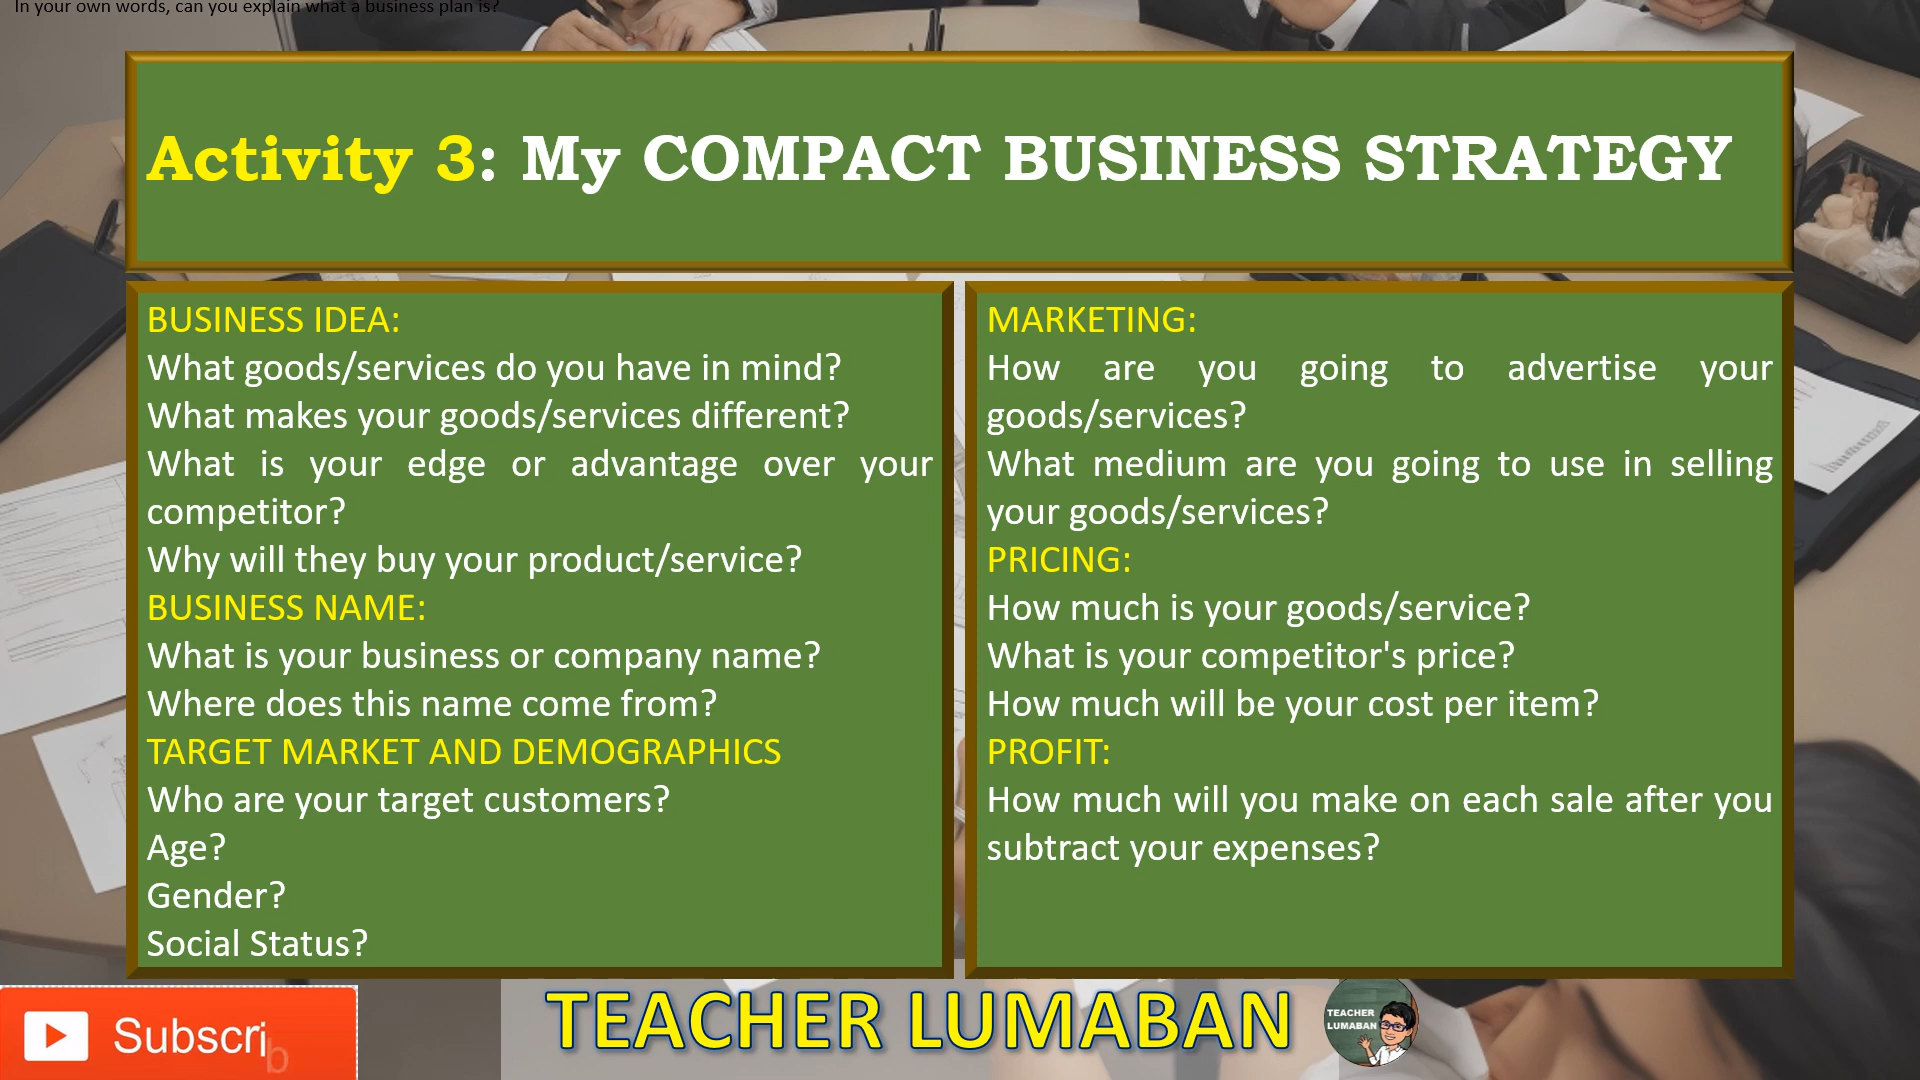 In your own words, can you explain what a business plan is?
Activity 3: My COMPACT BUSINESS STRATEGY
BUSINESS IDEA:
What goods/services do you have in mind?
What makes your goods/services different?
What is your edge or advantage over your
competitor?
Why will they buy your product/service?
BUSINESS NAME:
What is your business or company name?
Where does this name come from?
TARGET MARKET AND DEMOGRAPHICS
Who are your target customers?
Age?
Gender?
Social Status?
MARKETING:
How are you going to advertise your
goods/services?
What medium are you going to use in selling
your goods/services?
PRICING:
How much is your goods/service?
What is your competitor's price?
How much will be your cost per item?
PROFIT:
How much will you make on each sale after you
subtract your expenses?
Subscrib
TEACHER LUMABAN
TEACHER
LUMABAN